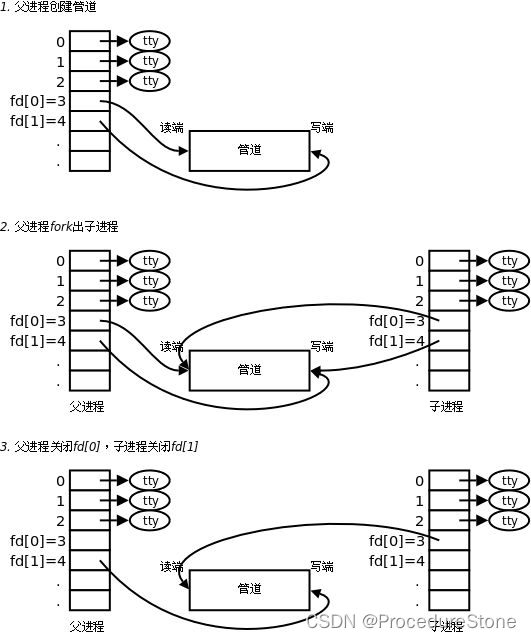 1. 父进程创建管道
0 tty
1 tty
2 tty
fd[0]=3
fd[1]=4
.
.
读端 管道 写端
2. 父进程fork出子进程
0 tty 0 tty
1 tty 1 tty
2 tty 2 tty
fd[0]=3 fd[0]=3
fd[1]=4 读端 写端 fd[1]=4
. 管道 .
. .
父进程 子进程
3. 父进程关闭fd[0],子进程关闭fd[1]
0 tty 0 tty
1 tty 1 tty
2 tty 2 tty
fd[0]=3 fd[0]=3
fd[1]=4 读端 写端 fd[1]=4
. 管道 .
. .
父进程 子进程
CSDN @ProcedureStone